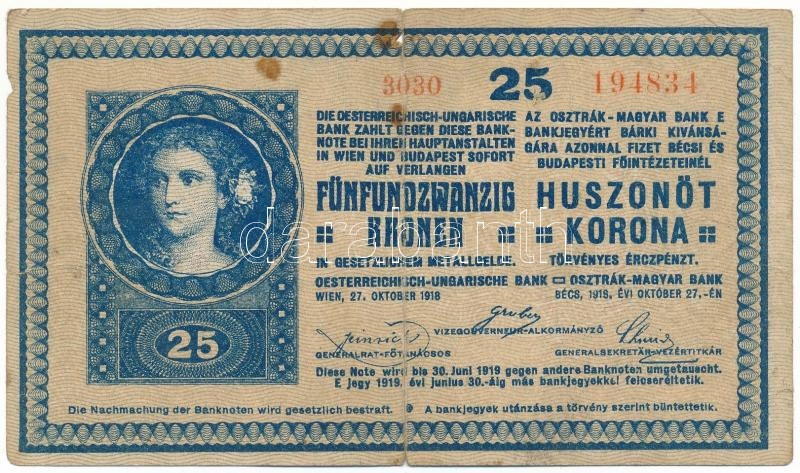 3030
25
194834
DIE OESTERREICHISCH-UNGARISCHE
BANK ZAHLT GEGEN DIESE BANK-
NOTE BEI IHREN HAUPTANSTALTEN
IN WIEN UND BUDAPEST SOFORT
AUF VERLANGEN
FÜNFUNDZWANZIG
KRONEN
IN GESETZLICHEM METALLGELDE.
OESTERREICHISCH-UNGARISCHE BANK
WIEN, 27. OKTOBER 1918
AZ OSZTRÁK-MAGYAR BANK E
BANKJEGYÉRT BÁRKI KIVÁNSÁ-
GÁRA AZONNAL FIZET BÉCSI ÉS
BUDAPESTI FŐINTÉZETEINÉL
HUSZONÖT
KORONA
TÖRVÉNYES ÉRCZPÉNZT.
OSZTRÁK-MAGYAR BANK
BÉCS, 1918. ÉVI OKTÓBER 27.-ÉN
darabanth
25
Gruber
VIZEGOUVERNEUR-ALKORMÁNYZÓ
GENERALRAT-FŐTANÁCSOS
GENERALSEKRETÄR-VEZÉRTITKÁR
Diese Note wird bis 30. Juni 1919 gegen andere Banknoten umgetauscht.
E jegy 1919. évi junius 30.-áig más bankjegyekkel felcseréltetik.
Die Nachmachung der Banknoten wird gesetzlich bestraft.
A bankjegyek utánzása a törvény szerint büntettetik.